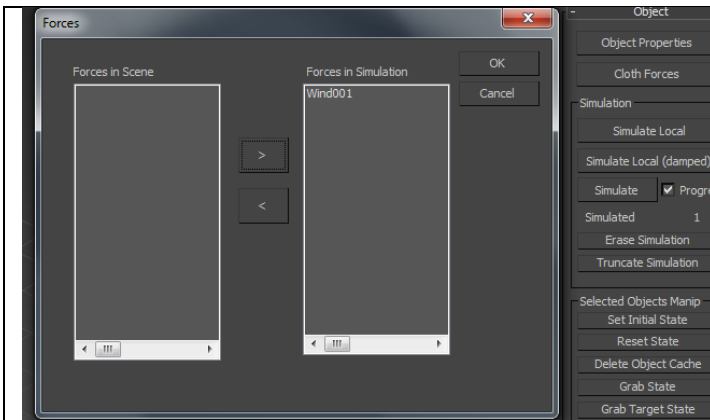 Forces
Forces in Scene
Forces in Simulation
Wind001
>
<
OK
Cancel
- Object
Object Properties
Cloth Forces
Simulation
Simulate Local
Simulate Local (damped)
Simulate Progre
Simulated 1
Erase Simulation
Truncate Simulation
Selected Objects Manip
Set Initial State
Reset State
Delete Object Cache
Grab State
Grab Target State